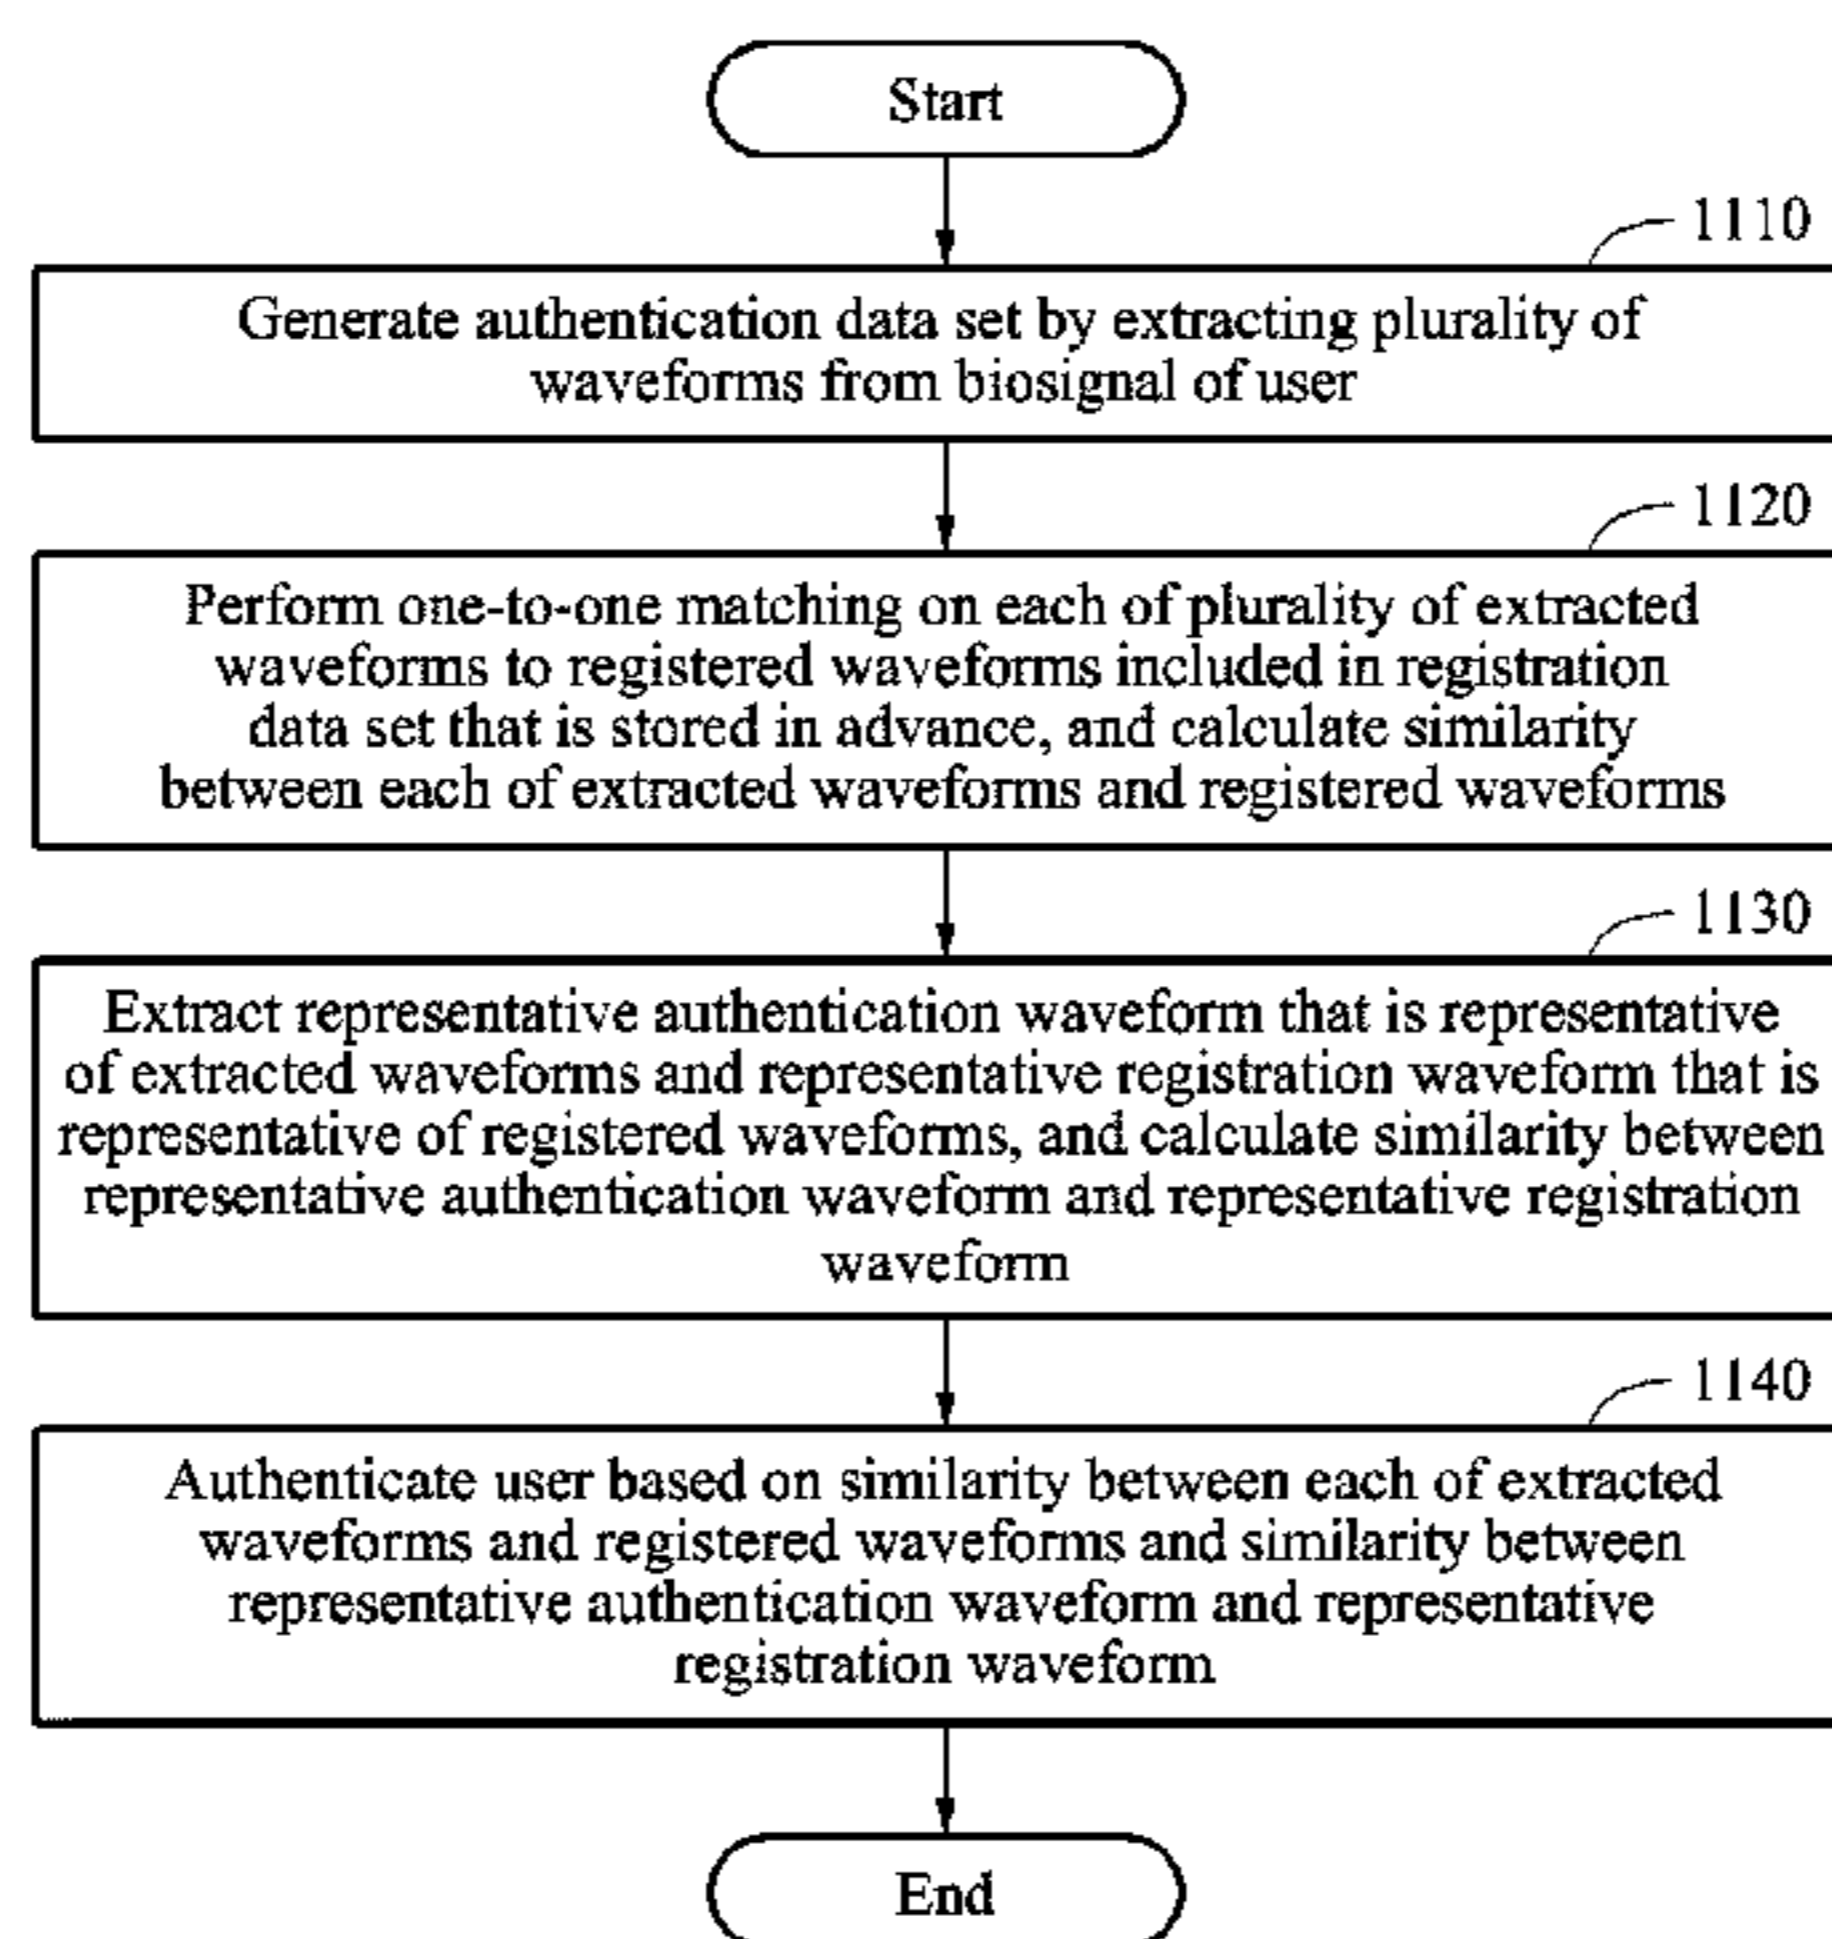 Start
1110
Generate authentication data set by extracting plurality of
waveforms from biosignal of user
1120
Perform one-to-one matching on each of plurality of extracted
waveforms to registered waveforms included in registration
data set that is stored in advance, and calculate similarity
between each of extracted waveforms and registered waveforms
1130
Extract representative authentication waveform that is representative
of extracted waveforms and representative registration waveform that is
representative of registered waveforms, and calculate similarity between
representative authentication waveform and representative registration
waveform
1140
Authenticate user based on similarity between each of extracted
waveforms and registered waveforms and similarity between
representative authentication waveform and representative
registration waveform
End